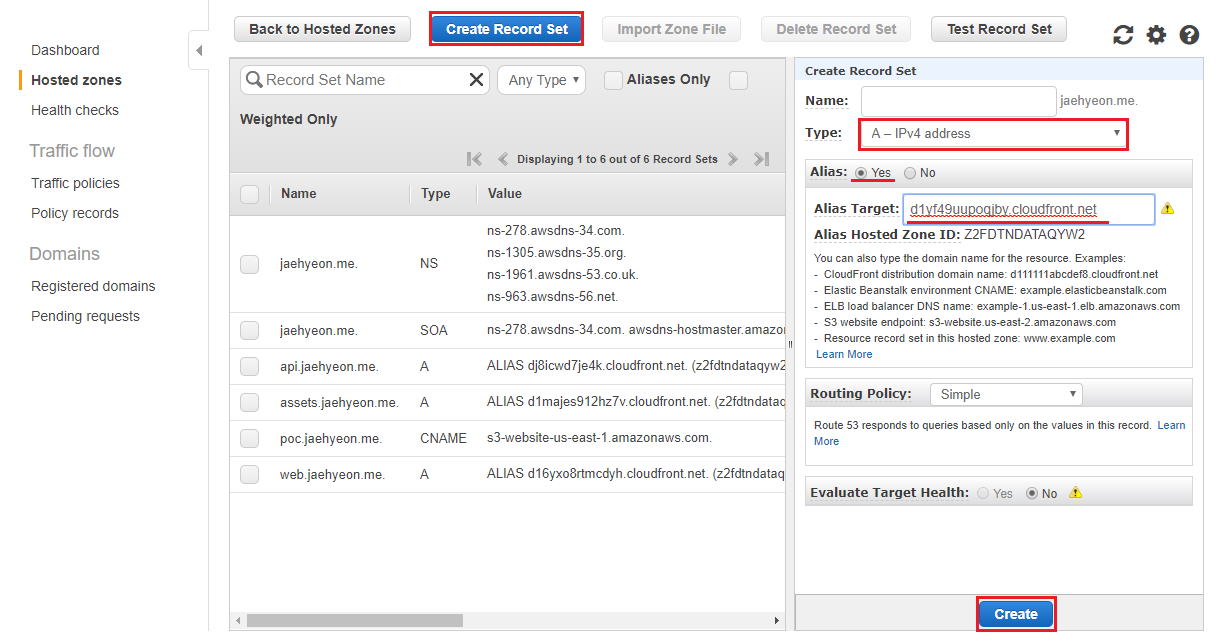 Back to Hosted Zones
Create Record Set
Import Zone File
Delete Record Set
Test Record Set
Dashboard
Hosted zones
Health checks
Traffic flow
Traffic policies
Policy records
Domains
Registered domains
Pending requests
Record Set Name
Any Type
Aliases Only
Weighted Only
Displaying 1 to 6 out of 6 Record Sets
Name Type Value
jaehyeon.me. NS
ns-278.awsdns-34.com.
ns-1305.awsdns-35.org.
ns-1961.awsdns-53.co.uk.
ns-963.awsdns-56.net.
jaehyeon.me. SOA ns-278.awsdns-34.com. awsdns-hostmaster.amazon
api.jaehyeon.me. A ALIAS dj8icwd7je4k.cloudfront.net. (z2fdtndataqyw2
assets.jaehyeon.me. A ALIAS d1majes912hz7v.cloudfront.net. (z2fdtndataq
poc.jaehyeon.me. CNAME s3-website-us-east-1.amazonaws.com.
web.jaehyeon.me. A ALIAS d16yxo8rtmcdyh.cloudfront.net. (z2fdtndataq
Create Record Set
Name: jaehyeon.me.
Type: A – IPv4 address
Alias: Yes No
Alias Target: d1yf49uupoqjby.cloudfront.net
Alias Hosted Zone ID: Z2FDTNDATAQYW2
You can also type the domain name for the resource. Examples:
- CloudFront distribution domain name: d111111abcdef8.cloudfront.net
- Elastic Beanstalk environment CNAME: example.elasticbeanstalk.com
- ELB load balancer DNS name: example-1.us-east-1.elb.amazonaws.com
- S3 website endpoint: s3-website.us-east-2.amazonaws.com
- Resource record set in this hosted zone: www.example.com
Learn More
Routing Policy: Simple
Route 53 responds to queries based only on the values in this record. Learn
More
Evaluate Target Health: Yes No
Create